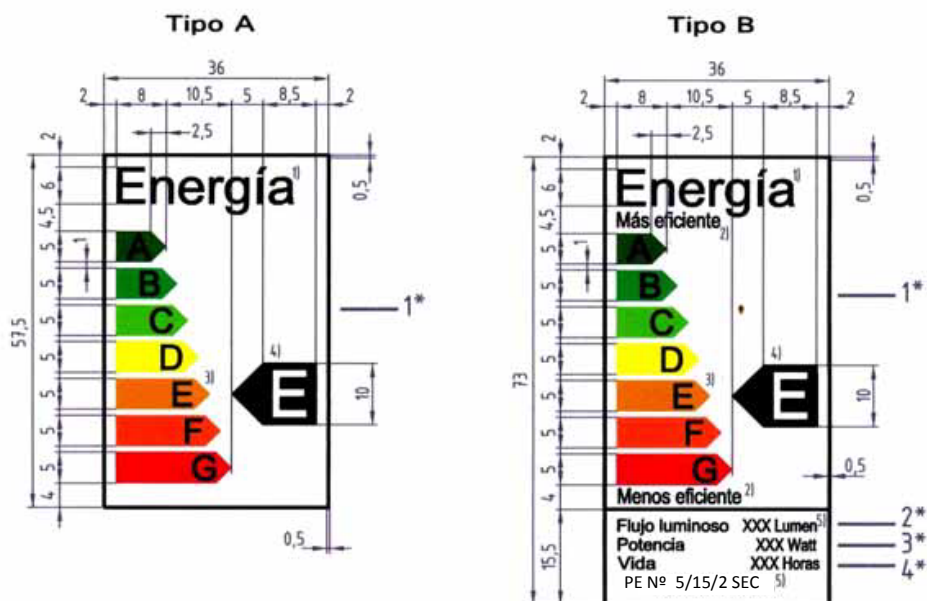 Tipo A
36
2 8 10,5 5 8,5 2
2,5
2
6
4,5
5
1
5
5
5
5
5
5
4
57,5
0,5
Energía 1)
A
B
C
D
E 3)
F
G
4)
E
10
1*
0,5
Tipo B
36
2 8 10,5 5 8,5 2
2,5
2
6
4,5
5
1
5
5
5
5
5
5
4
73
15,5
0,5
Energía 1)
Más eficiente 2)
A
B
C
D
E 3)
F
G
4)
E
10
1*
0,5
Menos eficiente 2)
Flujo luminoso XXX Lumen 5) 2*
Potencia XXX Watt 3*
Vida XXX Horas 4*
PE Nº 5/15/2 SEC 5)